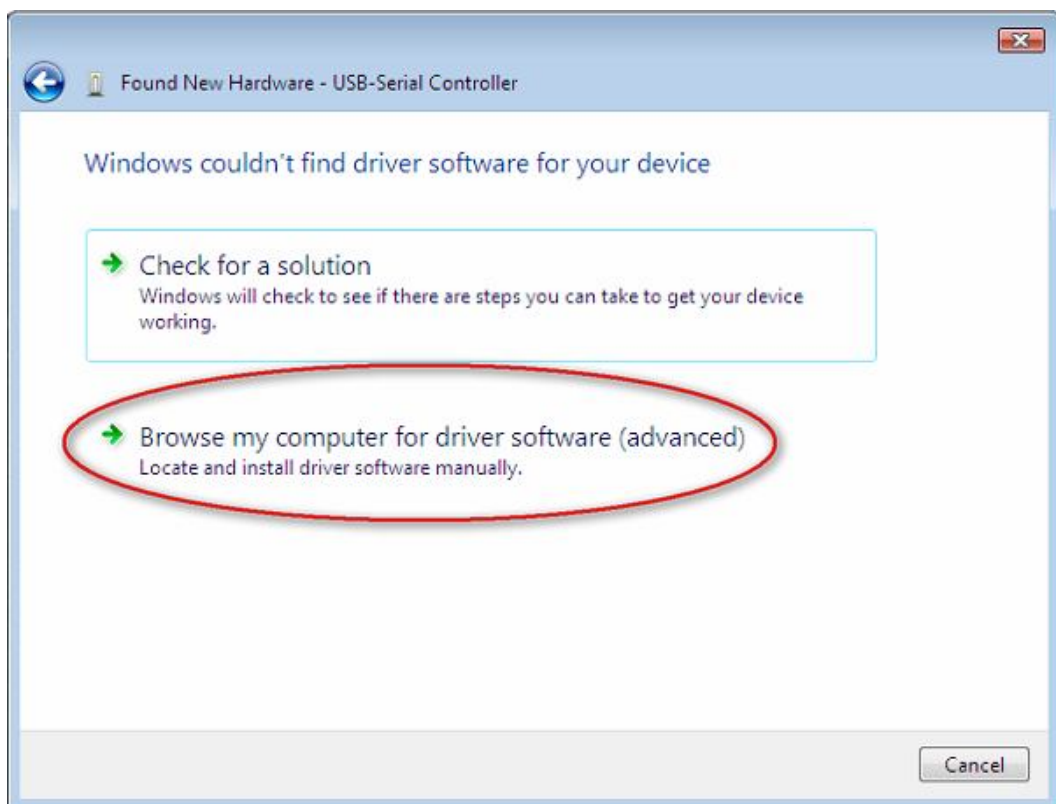 Found New Hardware - USB-Serial Controller
Windows couldn't find driver software for your device
Check for a solution
Windows will check to see if there are steps you can take to get your device
working.
Browse my computer for driver software (advanced)
Locate and install driver software manually.
Cancel